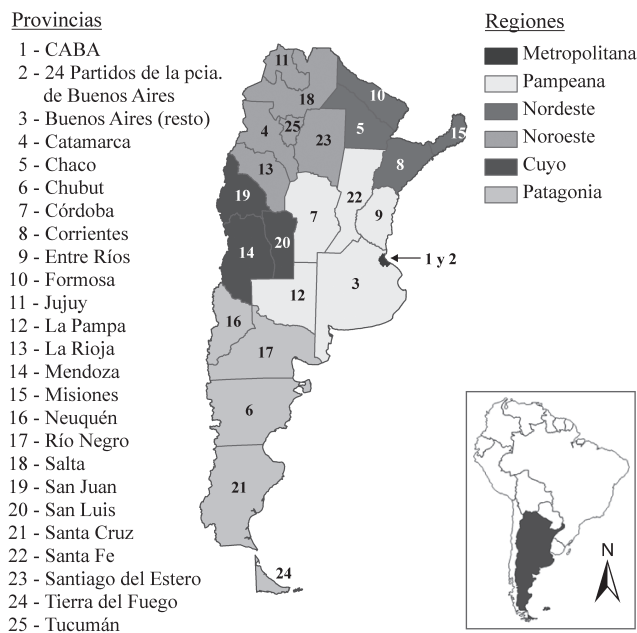 Provincias
1 - CABA
2 - 24 Partidos de la pcia.
de Buenos Aires
3 - Buenos Aires (resto)
4 - Catamarca
5 - Chaco
6 - Chubut
7 - Córdoba
8 - Corrientes
9 - Entre Ríos
10 - Formosa
11 - Jujuy
12 - La Pampa
13 - La Rioja
14 - Mendoza
15 - Misiones
16 - Neuquén
17 - Río Negro
18 - Salta
19 - San Juan
20 - San Luis
21 - Santa Cruz
22 - Santa Fe
23 - Santiago del Estero
24 - Tierra del Fuego
25 - Tucumán
11
18
10
4
25
23
5
15
13
8
19
22
7
9
14
20
1 y 2
12
3
16
17
6
21
24
Regiones
Metropolitana
Pampeana
Nordeste
Noroeste
Cuyo
Patagonia
N